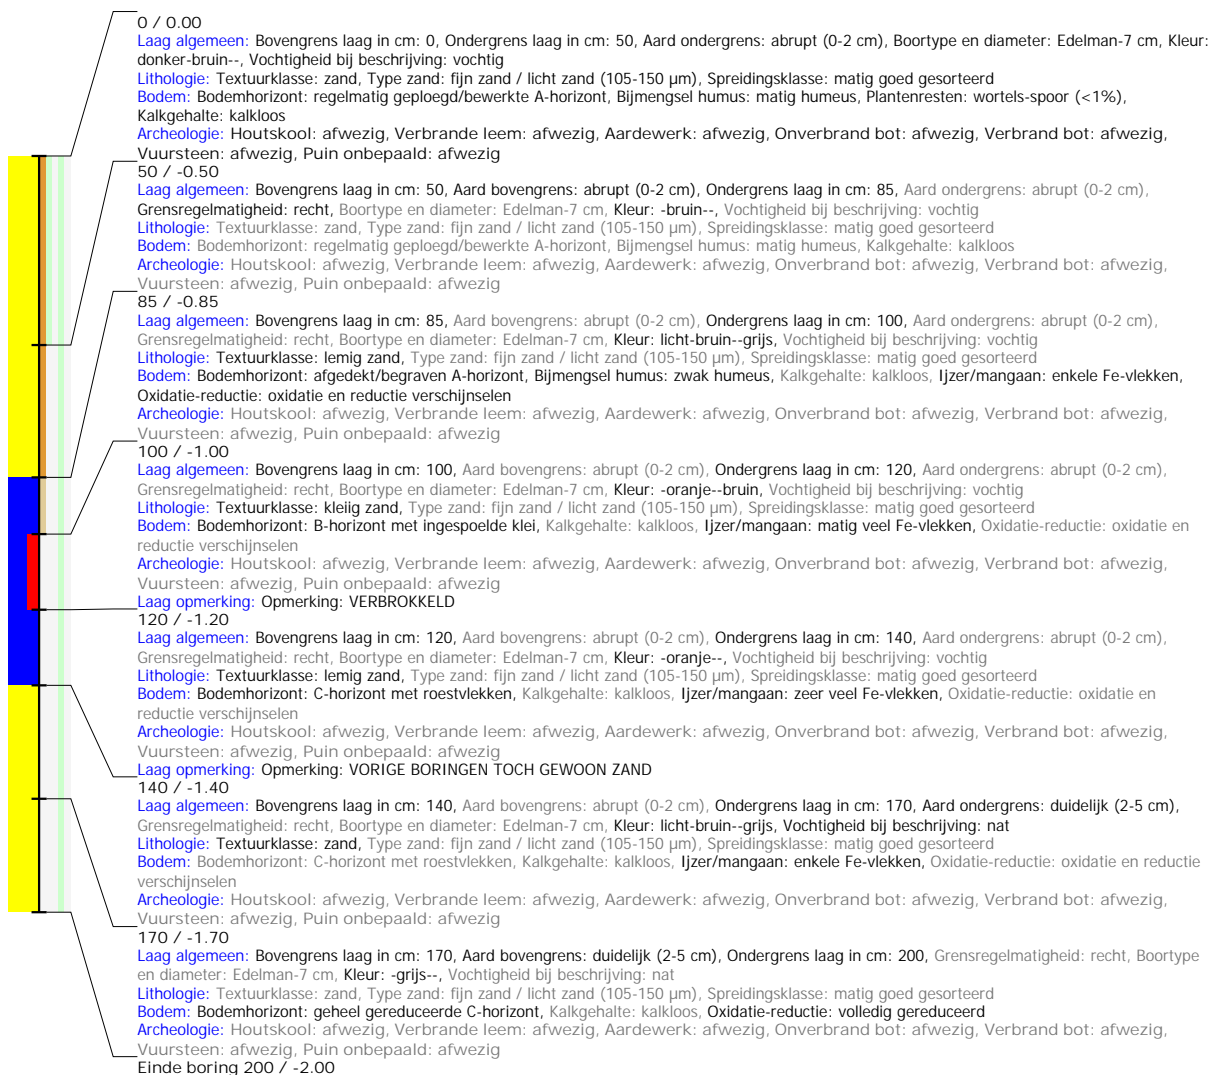 0 / 0.00
Laag algemeen: Bovengrens laag in cm: 0, Ondergrens laag in cm: 50, Aard ondergrens: abrupt (0-2 cm), Boortype en diameter: Edelman-7 cm, Kleur:
donker-bruin--, Vochtigheid bij beschrijving: vochtig
Lithologie: Textuurklasse: zand, Type zand: fijn zand / licht zand (105-150 µm), Spreidingsklasse: matig goed gesorteerd
Bodem: Bodemhorizont: regelmatig geploegd/bewerkte A-horizont, Bijmengsel humus: matig humeus, Plantenresten: wortels-spoor (<1%),
Kalkgehalte: kalkloos
Archeologie: Houtskool: afwezig, Verbrande leem: afwezig, Aardewerk: afwezig, Onverbrand bot: afwezig, Verbrand bot: afwezig,
Vuursteen: afwezig, Puin onbepaald: afwezig
50 / -0.50
Laag algemeen: Bovengrens laag in cm: 50, Aard bovengrens: abrupt (0-2 cm), Ondergrens laag in cm: 85, Aard ondergrens: abrupt (0-2 cm),
Grensregelmatigheid: recht, Boortype en diameter: Edelman-7 cm, Kleur: -bruin--, Vochtigheid bij beschrijving: vochtig
Lithologie: Textuurklasse: zand, Type zand: fijn zand / licht zand (105-150 µm), Spreidingsklasse: matig goed gesorteerd
Bodem: Bodemhorizont: regelmatig geploegd/bewerkte A-horizont, Bijmengsel humus: matig humeus, Kalkgehalte: kalkloos
Archeologie: Houtskool: afwezig, Verbrande leem: afwezig, Aardewerk: afwezig, Onverbrand bot: afwezig, Verbrand bot: afwezig,
Vuursteen: afwezig, Puin onbepaald: afwezig
85 / -0.85
Laag algemeen: Bovengrens laag in cm: 85, Aard bovengrens: abrupt (0-2 cm), Ondergrens laag in cm: 100, Aard ondergrens: abrupt (0-2 cm),
Grensregelmatigheid: recht, Boortype en diameter: Edelman-7 cm, Kleur: licht-bruin--grijs, Vochtigheid bij beschrijving: vochtig
Lithologie: Textuurklasse: lemig zand, Type zand: fijn zand / licht zand (105-150 µm), Spreidingsklasse: matig goed gesorteerd
Bodem: Bodemhorizont: afgedekt/begraven A-horizont, Bijmengsel humus: zwak humeus, Kalkgehalte: kalkloos, Ijzer/mangaan: enkele Fe-vlekken,
Oxidatie-reductie: oxidatie en reductie verschijnselen
Archeologie: Houtskool: afwezig, Verbrande leem: afwezig, Aardewerk: afwezig, Onverbrand bot: afwezig, Verbrand bot: afwezig,
Vuursteen: afwezig, Puin onbepaald: afwezig
100 / -1.00
Laag algemeen: Bovengrens laag in cm: 100, Aard bovengrens: abrupt (0-2 cm), Ondergrens laag in cm: 120, Aard ondergrens: abrupt (0-2 cm),
Grensregelmatigheid: recht, Boortype en diameter: Edelman-7 cm, Kleur: -oranje--bruin, Vochtigheid bij beschrijving: vochtig
Lithologie: Textuurklasse: kleiig zand, Type zand: fijn zand / licht zand (105-150 µm), Spreidingsklasse: matig goed gesorteerd
Bodem: Bodemhorizont: B-horizont met ingespoelde klei, Kalkgehalte: kalkloos, Ijzer/mangaan: matig veel Fe-vlekken, Oxidatie-reductie: oxidatie en
reductie verschijnselen
Archeologie: Houtskool: afwezig, Verbrande leem: afwezig, Aardewerk: afwezig, Onverbrand bot: afwezig, Verbrand bot: afwezig,
Vuursteen: afwezig, Puin onbepaald: afwezig
Laag opmerking: Opmerking: VERBROKKELD
120 / -1.20
Laag algemeen: Bovengrens laag in cm: 120, Aard bovengrens: abrupt (0-2 cm), Ondergrens laag in cm: 140, Aard ondergrens: abrupt (0-2 cm),
Grensregelmatigheid: recht, Boortype en diameter: Edelman-7 cm, Kleur: -oranje--, Vochtigheid bij beschrijving: vochtig
Lithologie: Textuurklasse: lemig zand, Type zand: fijn zand / licht zand (105-150 µm), Spreidingsklasse: matig goed gesorteerd
Bodem: Bodemhorizont: C-horizont met roestvlekken, Kalkgehalte: kalkloos, Ijzer/mangaan: zeer veel Fe-vlekken, Oxidatie-reductie: oxidatie en
reductie verschijnselen
Archeologie: Houtskool: afwezig, Verbrande leem: afwezig, Aardewerk: afwezig, Onverbrand bot: afwezig, Verbrand bot: afwezig,
Vuursteen: afwezig, Puin onbepaald: afwezig
Laag opmerking: Opmerking: VORIGE BORINGEN TOCH GEWOON ZAND
140 / -1.40
Laag algemeen: Bovengrens laag in cm: 140, Aard bovengrens: abrupt (0-2 cm), Ondergrens laag in cm: 170, Aard ondergrens: duidelijk (2-5 cm),
Grensregelmatigheid: recht, Boortype en diameter: Edelman-7 cm, Kleur: licht-bruin--grijs, Vochtigheid bij beschrijving: nat
Lithologie: Textuurklasse: zand, Type zand: fijn zand / licht zand (105-150 µm), Spreidingsklasse: matig goed gesorteerd
Bodem: Bodemhorizont: C-horizont met roestvlekken, Kalkgehalte: kalkloos, Ijzer/mangaan: enkele Fe-vlekken, Oxidatie-reductie: oxidatie en reductie
verschijnselen
Archeologie: Houtskool: afwezig, Verbrande leem: afwezig, Aardewerk: afwezig, Onverbrand bot: afwezig, Verbrand bot: afwezig,
Vuursteen: afwezig, Puin onbepaald: afwezig
170 / -1.70
Laag algemeen: Bovengrens laag in cm: 170, Aard bovengrens: duidelijk (2-5 cm), Ondergrens laag in cm: 200, Grensregelmatigheid: recht, Boortype
en diameter: Edelman-7 cm, Kleur: -grijs--, Vochtigheid bij beschrijving: nat
Lithologie: Textuurklasse: zand, Type zand: fijn zand / licht zand (105-150 µm), Spreidingsklasse: matig goed gesorteerd
Bodem: Bodemhorizont: geheel gereduceerde C-horizont, Kalkgehalte: kalkloos, Oxidatie-reductie: volledig gereduceerd
Archeologie: Houtskool: afwezig, Verbrande leem: afwezig, Aardewerk: afwezig, Onverbrand bot: afwezig, Verbrand bot: afwezig,
Vuursteen: afwezig, Puin onbepaald: afwezig
Einde boring 200 / -2.00